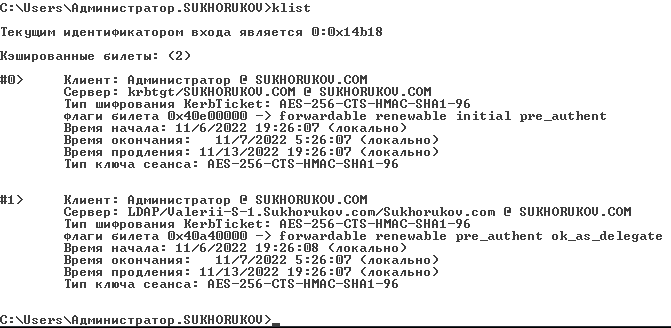 C:\Users\Администратор.SUKHORUKOV>klist
Текущим идентификатором входа является 0:0x14b18
Кэшированные билеты: (2)
#0> Клиент: Администратор @ SUKHORUKOV.COM
Сервер: krbtgt/SUKHORUKOV.COM @ SUKHORUKOV.COM
Тип шифрования KerbTicket: AES-256-CTS-HMAC-SHA1-96
флаги билета 0x40e00000 -> forwardable renewable initial pre_authent
Время начала: 11/6/2022 19:26:07 (локально)
Время окончания: 11/7/2022 5:26:07 (локально)
Время продления: 11/13/2022 19:26:07 (локально)
Тип ключа сеанса: AES-256-CTS-HMAC-SHA1-96
#1> Клиент: Администратор @ SUKHORUKOV.COM
Сервер: LDAP/Valerii-S-1.Sukhorukov.com/Sukhorukov.com @ SUKHORUKOV.COM
Тип шифрования KerbTicket: AES-256-CTS-HMAC-SHA1-96
флаги билета 0x40a40000 -> forwardable renewable pre_authent ok_as_delegate
Время начала: 11/6/2022 19:26:08 (локально)
Время окончания: 11/7/2022 5:26:07 (локально)
Время продления: 11/13/2022 19:26:07 (локально)
Тип ключа сеанса: AES-256-CTS-HMAC-SHA1-96
C:\Users\Администратор.SUKHORUKOV>_